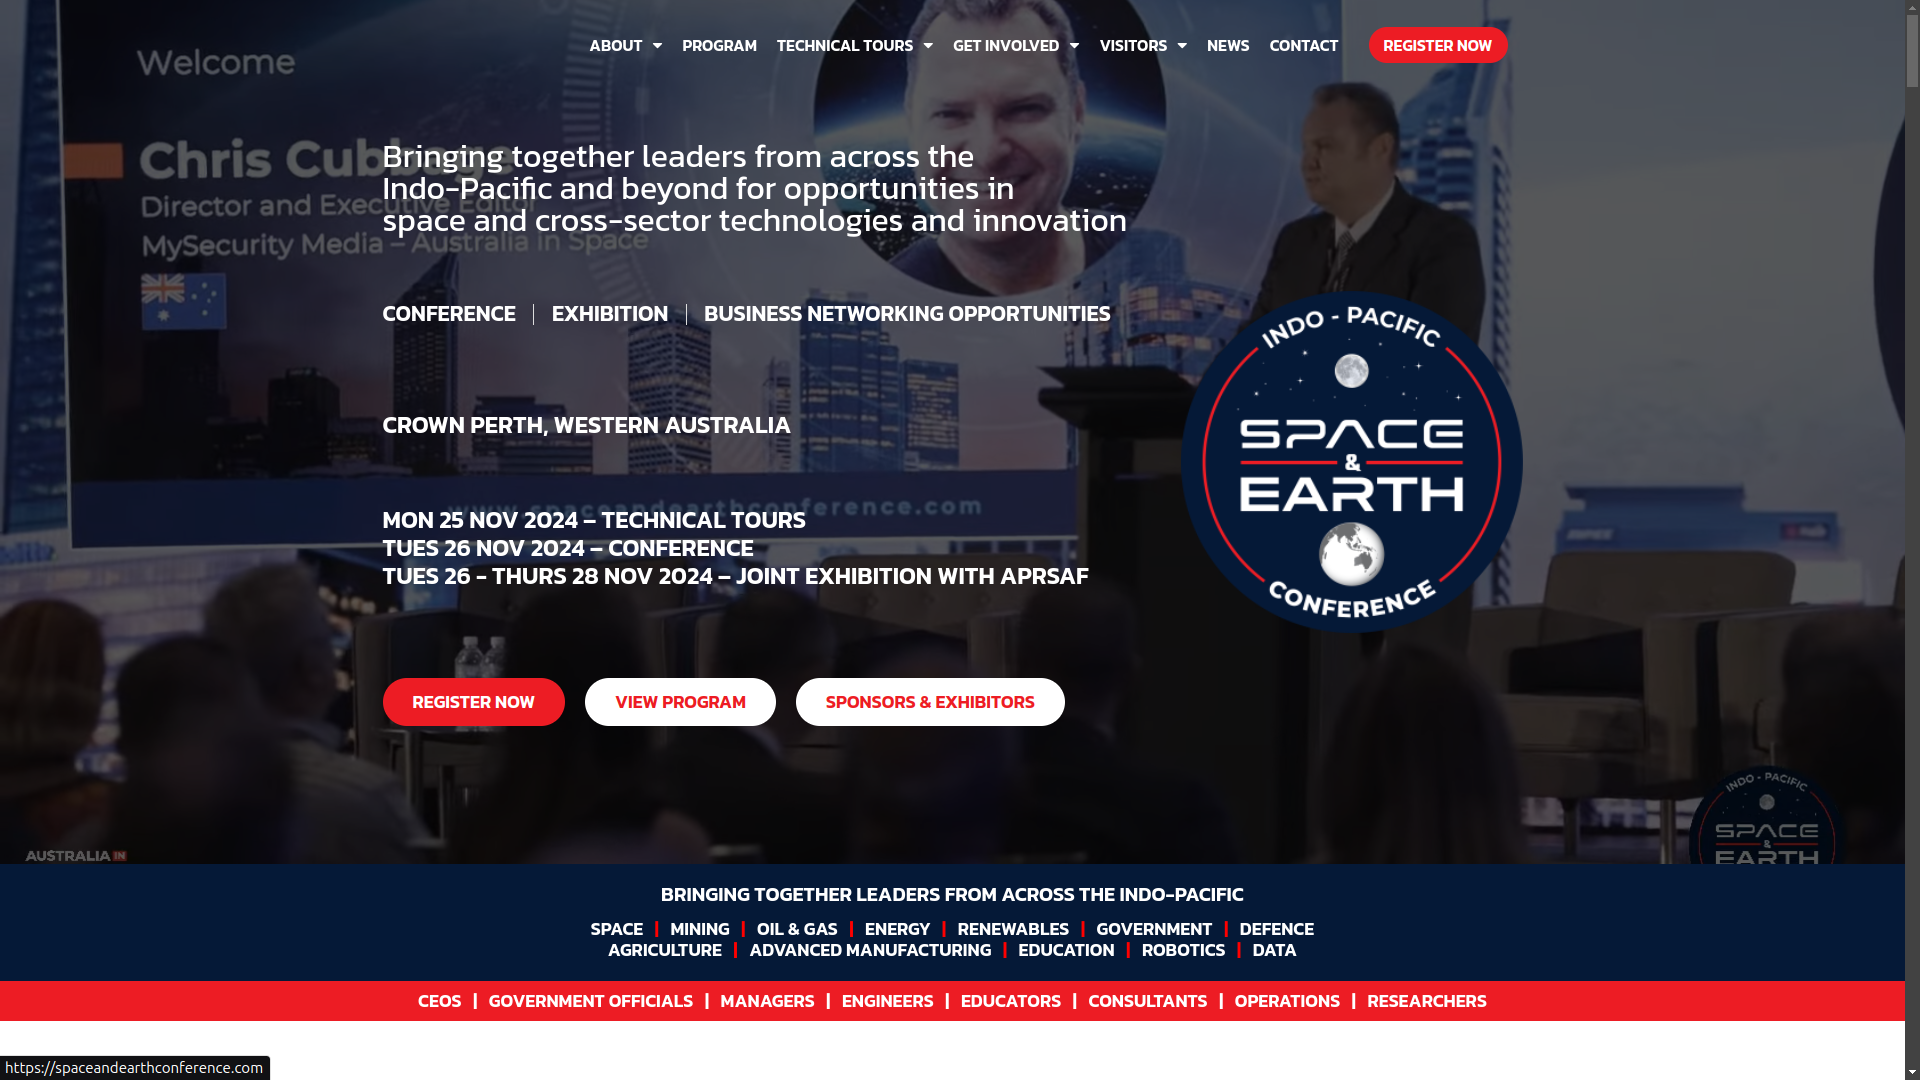 ABOUT PROGRAM TECHNICAL TOURS GET INVOLVED VISITORS NEWS CONTACT REGISTER NOW
Welcome
Chris Cubbage
Director and Executive Editor
MySecurity Media – Australia in Space
Bringing together leaders from across the
Indo-Pacific and beyond for opportunities in
space and cross-sector technologies and innovation
CONFERENCE | EXHIBITION | BUSINESS NETWORKING OPPORTUNITIES
INDO - PACIFIC
SPACE
&
EARTH
CONFERENCE
CROWN PERTH, WESTERN AUSTRALIA
www.spaceandearthconference.com
MON 25 NOV 2024 – TECHNICAL TOURS
TUES 26 NOV 2024 – CONFERENCE
TUES 26 - THURS 28 NOV 2024 – JOINT EXHIBITION WITH APRSAF
REGISTER NOW VIEW PROGRAM SPONSORS & EXHIBITORS
INDO - PACIFIC
SPACE
&
EARTH
AUSTRALIA IN
BRINGING TOGETHER LEADERS FROM ACROSS THE INDO-PACIFIC
SPACE | MINING | OIL & GAS | ENERGY | RENEWABLES | GOVERNMENT | DEFENCE
AGRICULTURE | ADVANCED MANUFACTURING | EDUCATION | ROBOTICS | DATA
CEOS | GOVERNMENT OFFICIALS | MANAGERS | ENGINEERS | EDUCATORS | CONSULTANTS | OPERATIONS | RESEARCHERS
https://spaceandearthconference.com